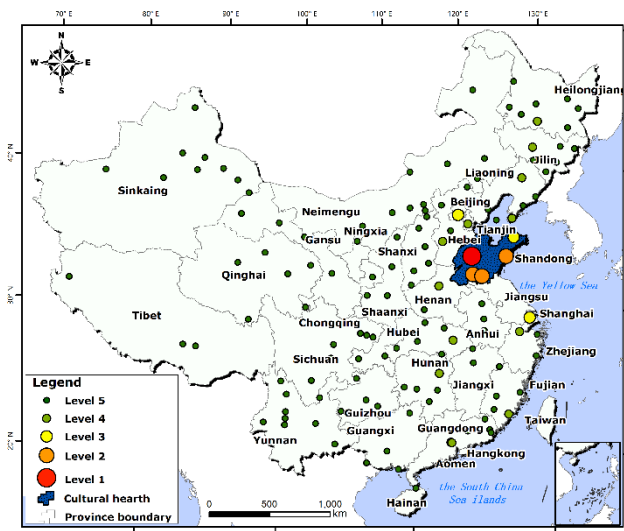 70°E 80°E 90°E 100°E 110°E 120°E 130°E
N
W E
S
Heilongjiang
40°N
Jilin
Liaoning
Sinkaing
Beijing
Neimengu
Tianjin
Ningxia
Hebei
Gansu
Shanxi
Shandong
Qinghai
the Yellow Sea
30°N
Henan
Jiangsu
Tibet
Chongqing
Shaanxi
Shanghai
Hubei
Anhui
Sichuan
Zhejiang
Hunan
Legend
Level 5
Level 4
Level 3
Level 2
Level 1
Cultural hearth
Province boundary
Jiangxi
Fujian
Guizhou
Taiwan
Guangxi
Guangdong
Yunnan
20°N
Hangkong
Aomen
the South China
Sea ilands
Hainan
0 500 1,000
km